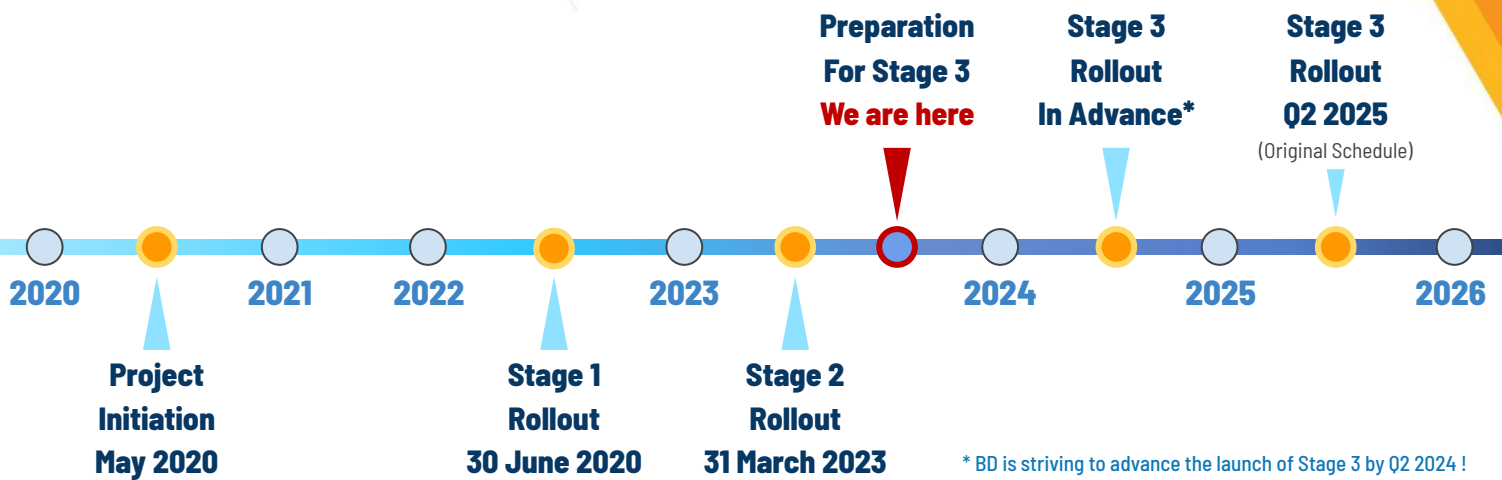 Preparation
For Stage 3
We are here
Stage 3
Rollout
In Advance*
Stage 3
Rollout
Q2 2025
(Original Schedule)
2020
2021
2022
2023
2024
2025
2026
Project
Initiation
May 2020
Stage 1
Rollout
30 June 2020
Stage 2
Rollout
31 March 2023
* BD is striving to advance the launch of Stage 3 by Q2 2024 !